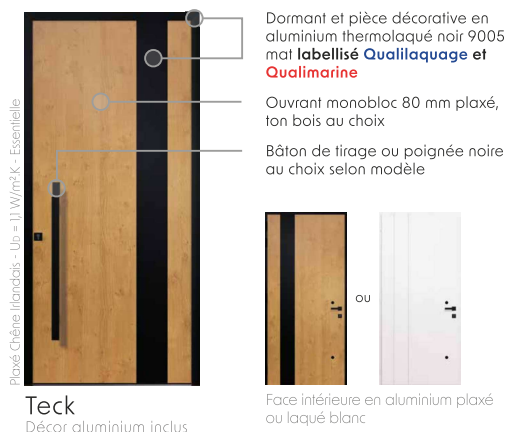 Dormant et pièce décorative en
aluminium thermolaqué noir 9005
mat labellisé Qualilaquage et
Qualimarine
Ouvrant monobloc 80 mm plaxé,
ton bois au choix
Bâton de tirage ou poignée noire
au choix selon modèle
Plaxé Chêne Irlandais - UD = 1,1 W/m².K - Essentielle
ou
Face intérieure en aluminium plaxé
ou laqué blanc
Teck
Décor aluminium inclus